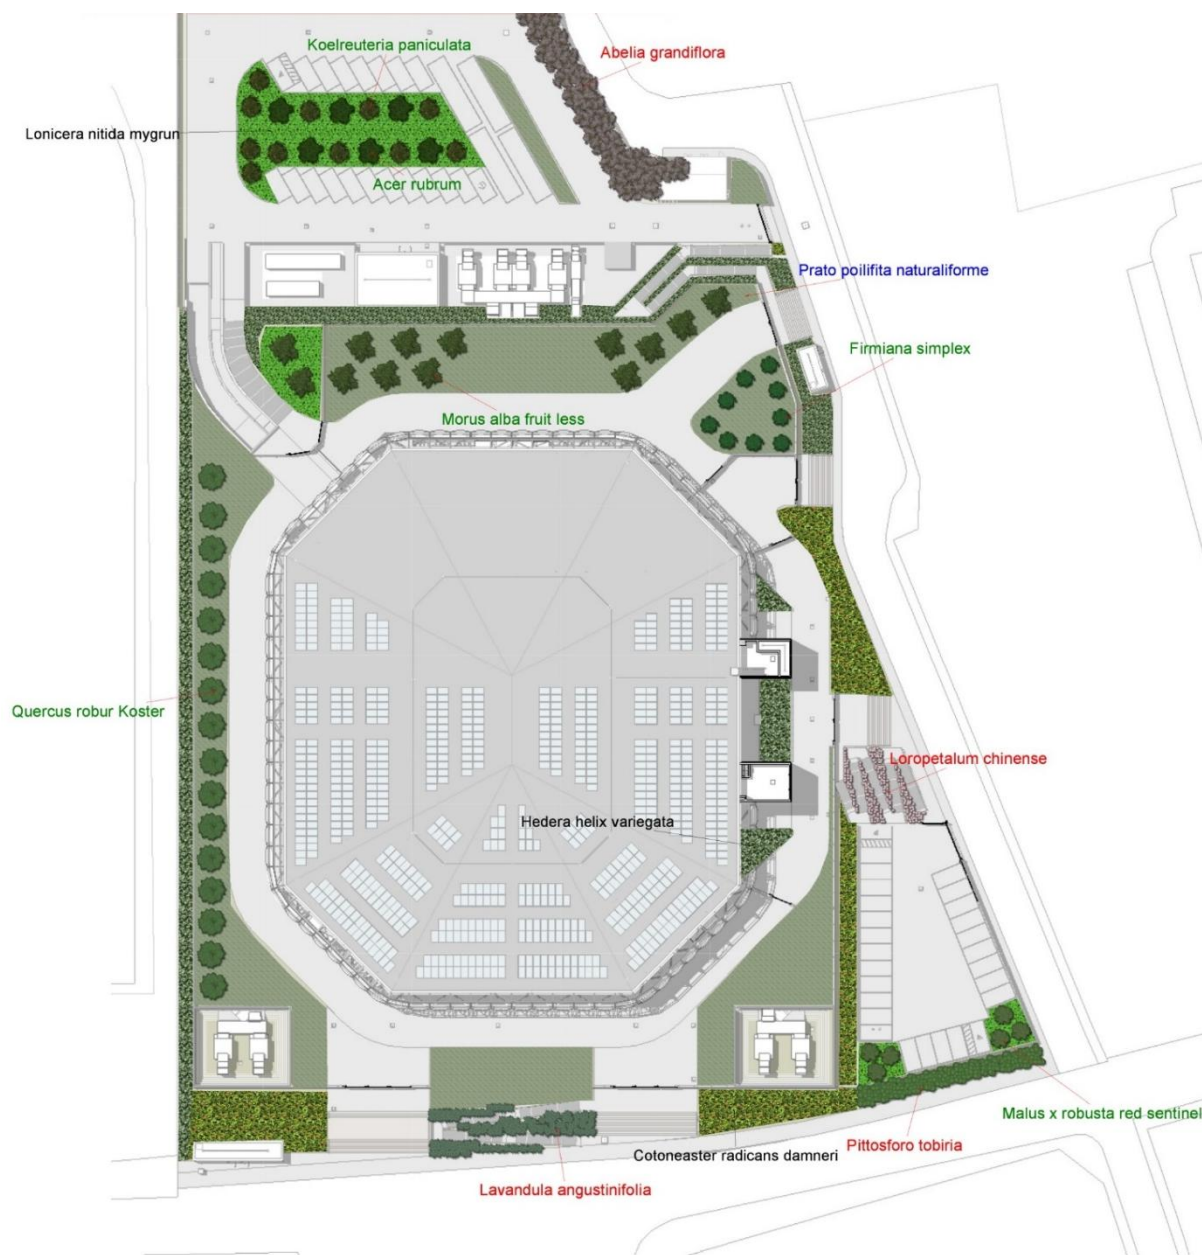 Koelreuteria paniculata
Abelia grandiflora
Lonicera nitida mygrun
Acer rubrum
Prato poilifita naturaliforme
Firmiana simplex
Morus alba fruit less
Quercus robur Koster
Loropetalum chinense
Hedera helix variegata
Malus x robusta red sentinel
Pittosforo tobiria
Cotoneaster radicans damneri
Lavandula angustinifolia